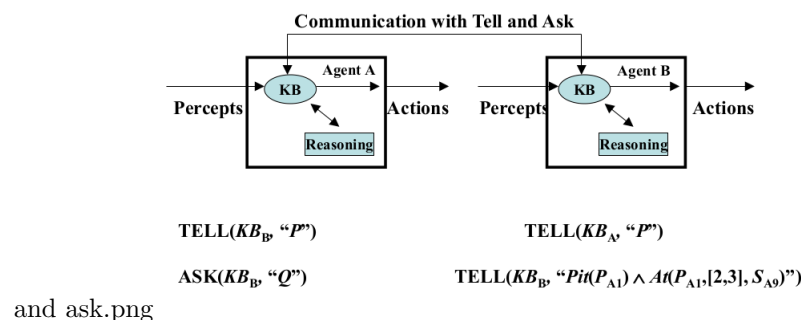 Communication with Tell and Ask
Agent A
KB
Percepts
Actions
Reasoning
Agent B
KB
Percepts
Actions
Reasoning
TELL(KB_B, “P”)
TELL(KB_A, “P”)
ASK(KB_B, “Q”)
TELL(KB_B, “Pit(P_A1) ∧ At(P_A1,[2,3], S_A9)”)
and ask.png